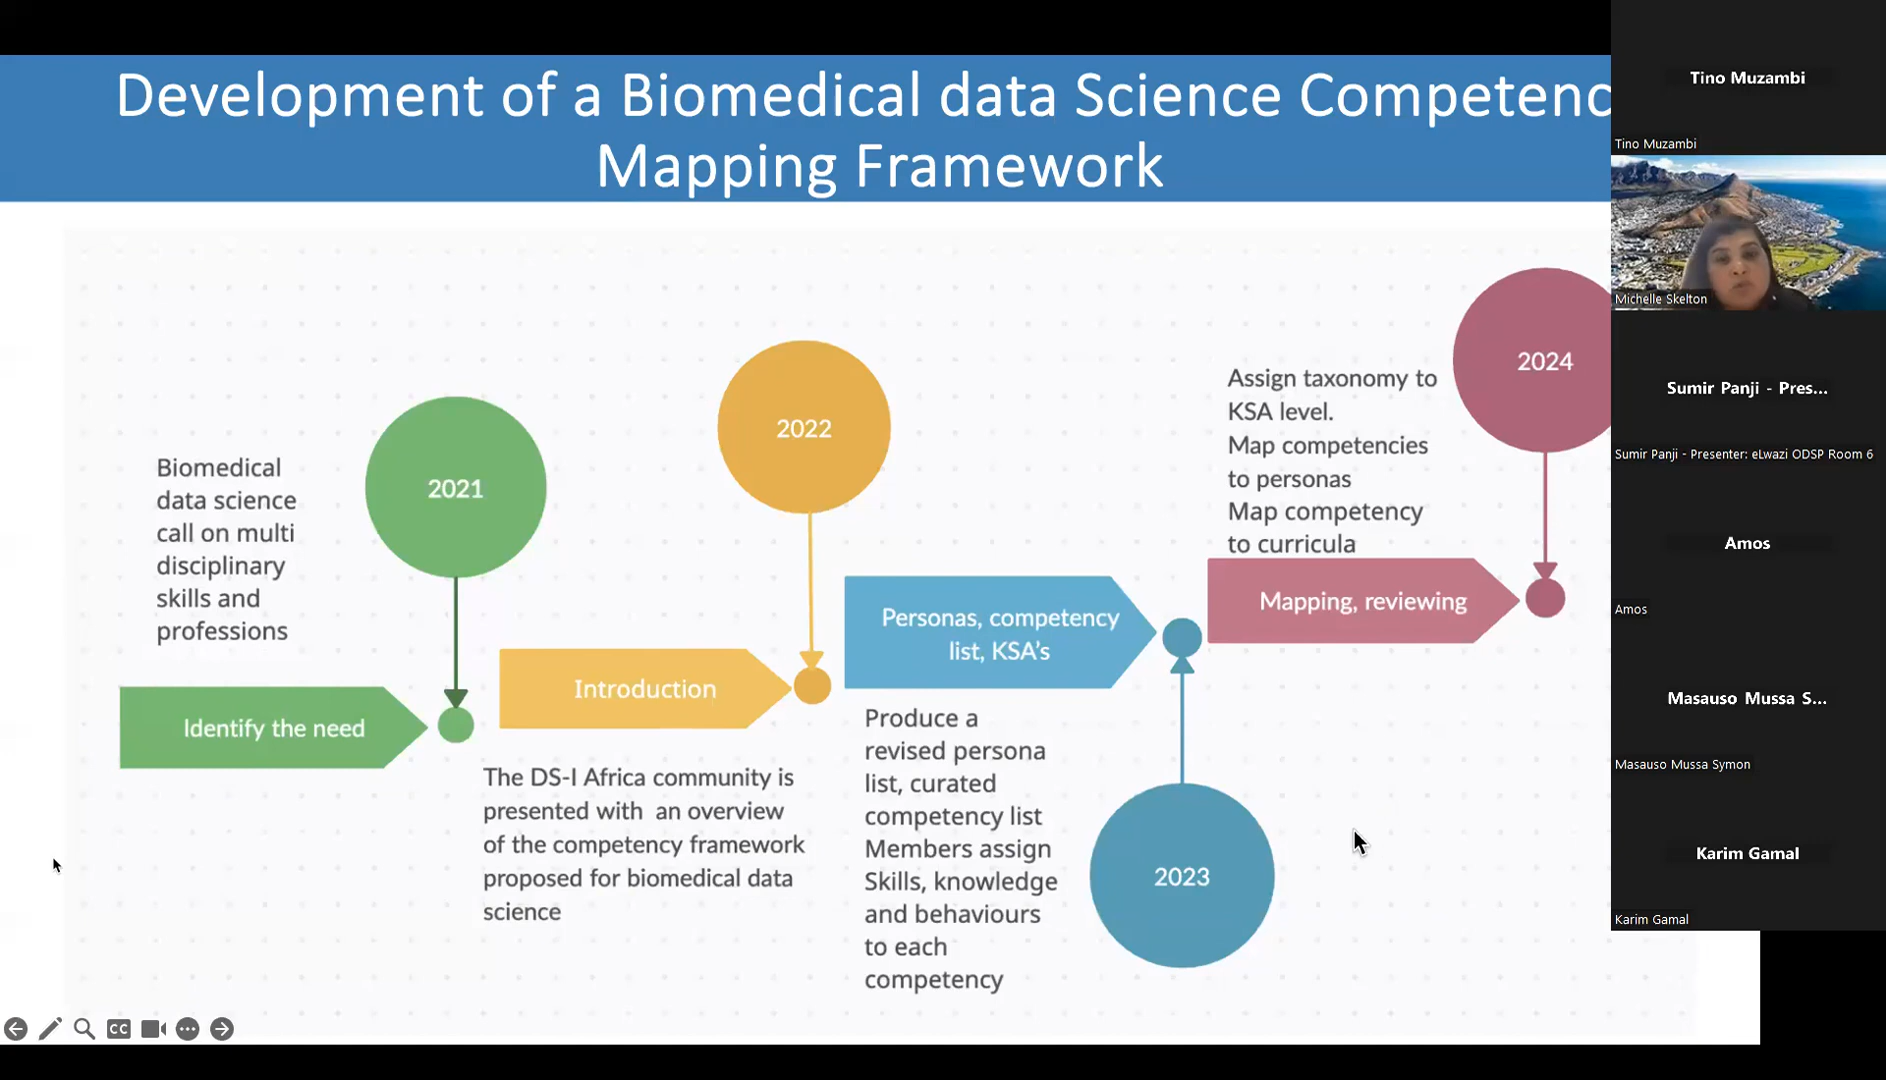 Development of a Biomedical data Science Competenc
Mapping Framework
Biomedical
data science
call on multi
disciplinary
skills and
professions
2021
Identify the need
2022
Introduction
The DS-I Africa community is
presented with an overview
of the competency framework
proposed for biomedical data
science
Personas, competency
list, KSA's
Produce a
revised persona
list, curated
competency list
Members assign
Skills, knowledge
and behaviours
to each
competency
2023
Assign taxonomy to
KSA level.
Map competencies
to personas
Map competency
to curricula
Mapping, reviewing
2024
CC
Tino Muzambi
Tino Muzambi
Michelle Skelton
Sumir Panji - Pres...
Sumir Panji - Presenter: eLwazi ODSP Room 6
Amos
Amos
Masauso Mussa S...
Masauso Mussa Symon
Karim Gamal
Karim Gamal